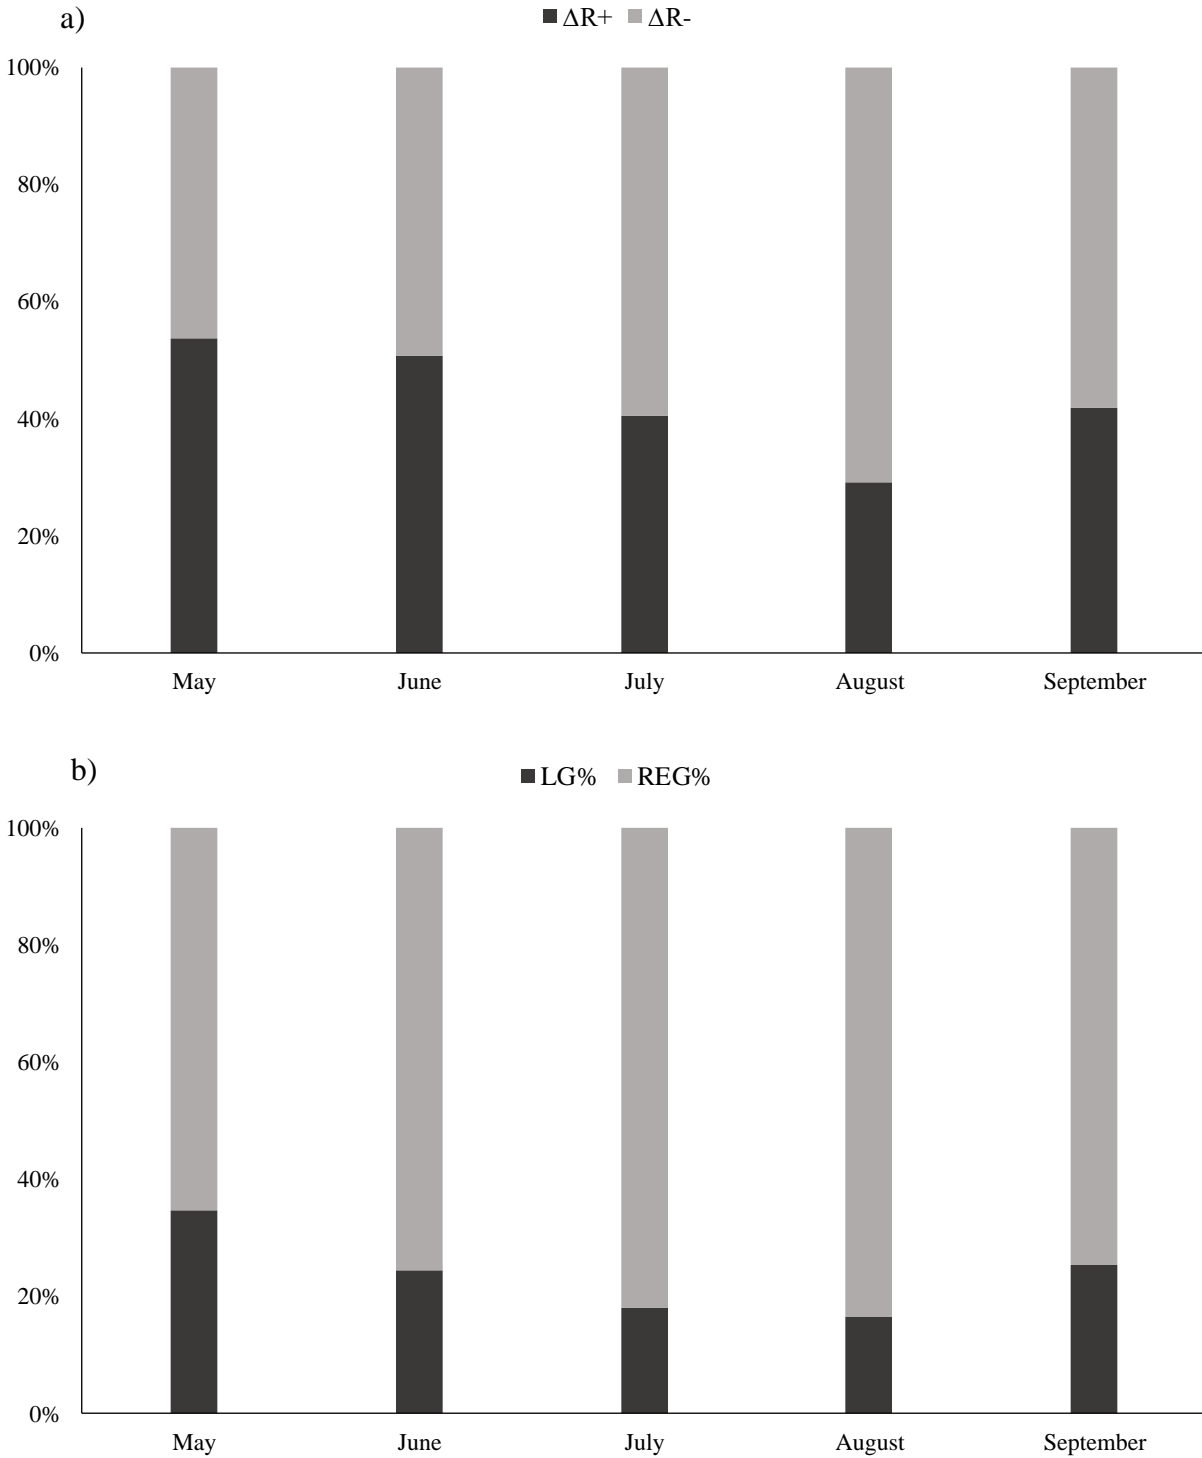 a)
ΔR+ ΔR-
100%
80%
60%
40%
20%
0%
May June July August September
b)
LG% REG%
100%
80%
60%
40%
20%
0%
May June July August September